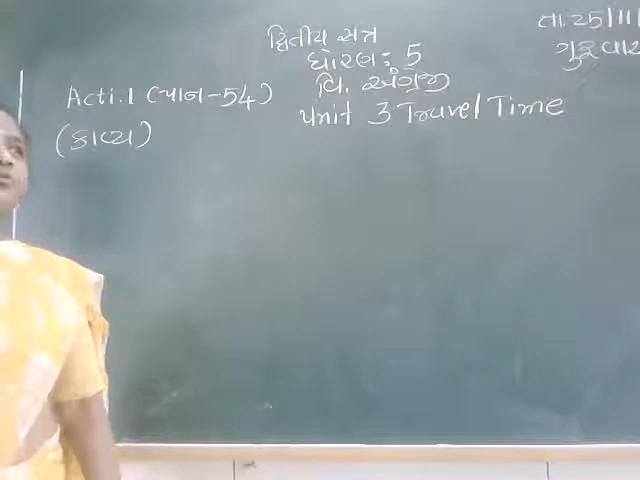 દ્વિતીય સત્ર
ધોરણ : 5
વિ. અંગ્રેજી
Unit 3 Travel Time
તા. 25/11/
ગુરૂવાર
Acti.1 (પાન-54)
(કાવ્ય)